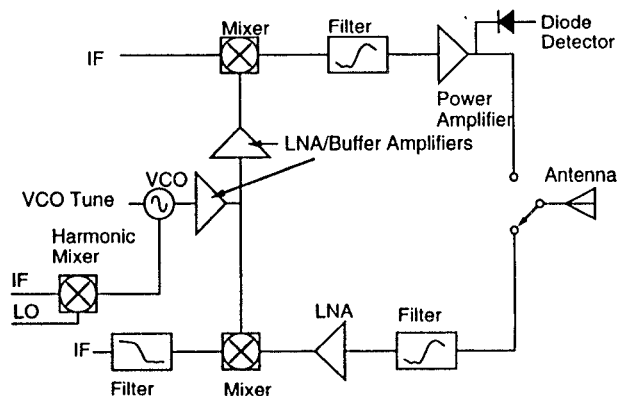 Mixer
Filter
Diode
Detector
IF
Power
Amplifier
LNA/Buffer Amplifiers
VCO
VCO Tune
Antenna
Harmonic
Mixer
IF
LO
LNA
Filter
IF
Filter
Mixer